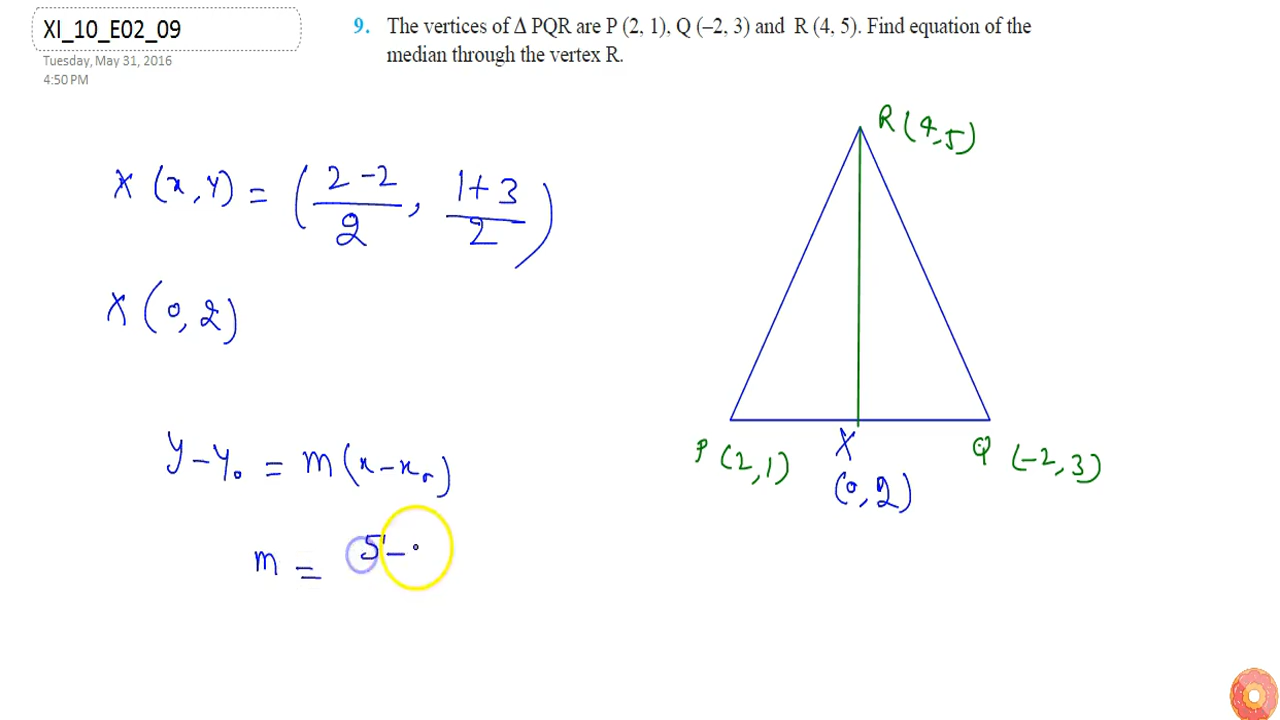 XI_10_E02_09
Tuesday, May 31, 2016
4:50 PM
9. The vertices of Δ PQR are P (2, 1), Q (–2, 3) and R (4, 5). Find equation of the
median through the vertex R.
R (4, 5)
X (x, y) = ( (2 - 2)/2 , (1 + 3)/2 )
X (0, 2)
y - y₀ = m (x - x₀)
P (2, 1)
X
Q (-2, 3)
(0, 2)
m = 5 -